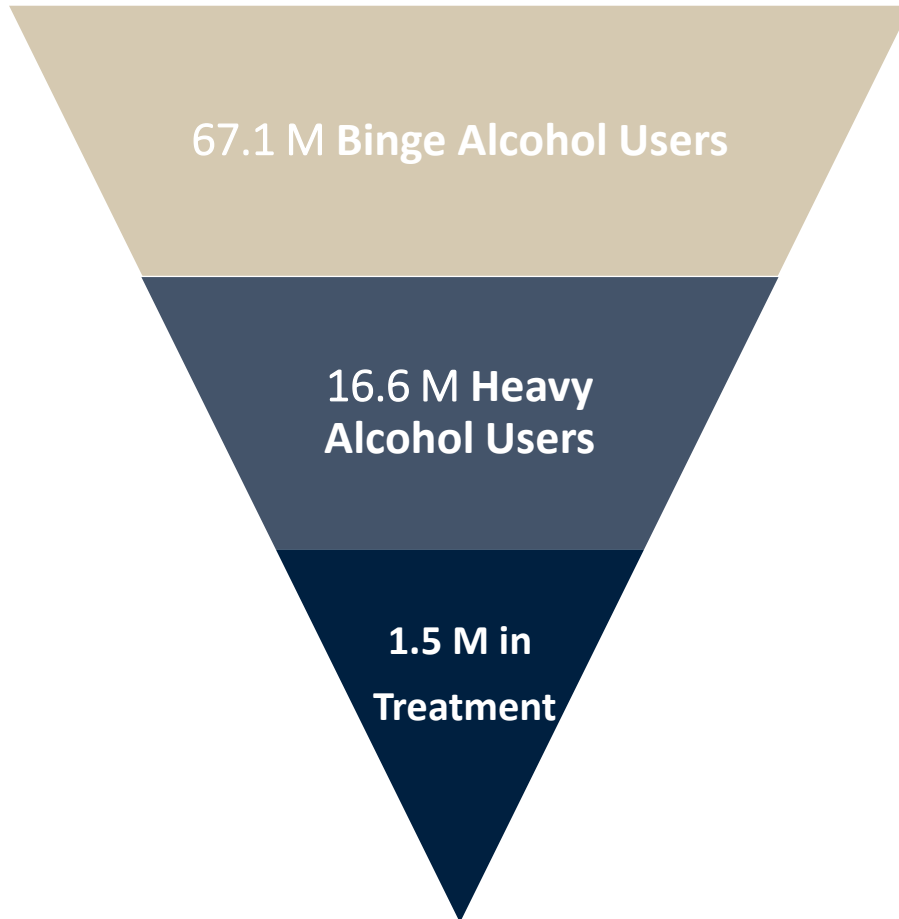 67.1 M Binge Alcohol Users
16.6 M Heavy
Alcohol Users
1.5 M in
Treatment